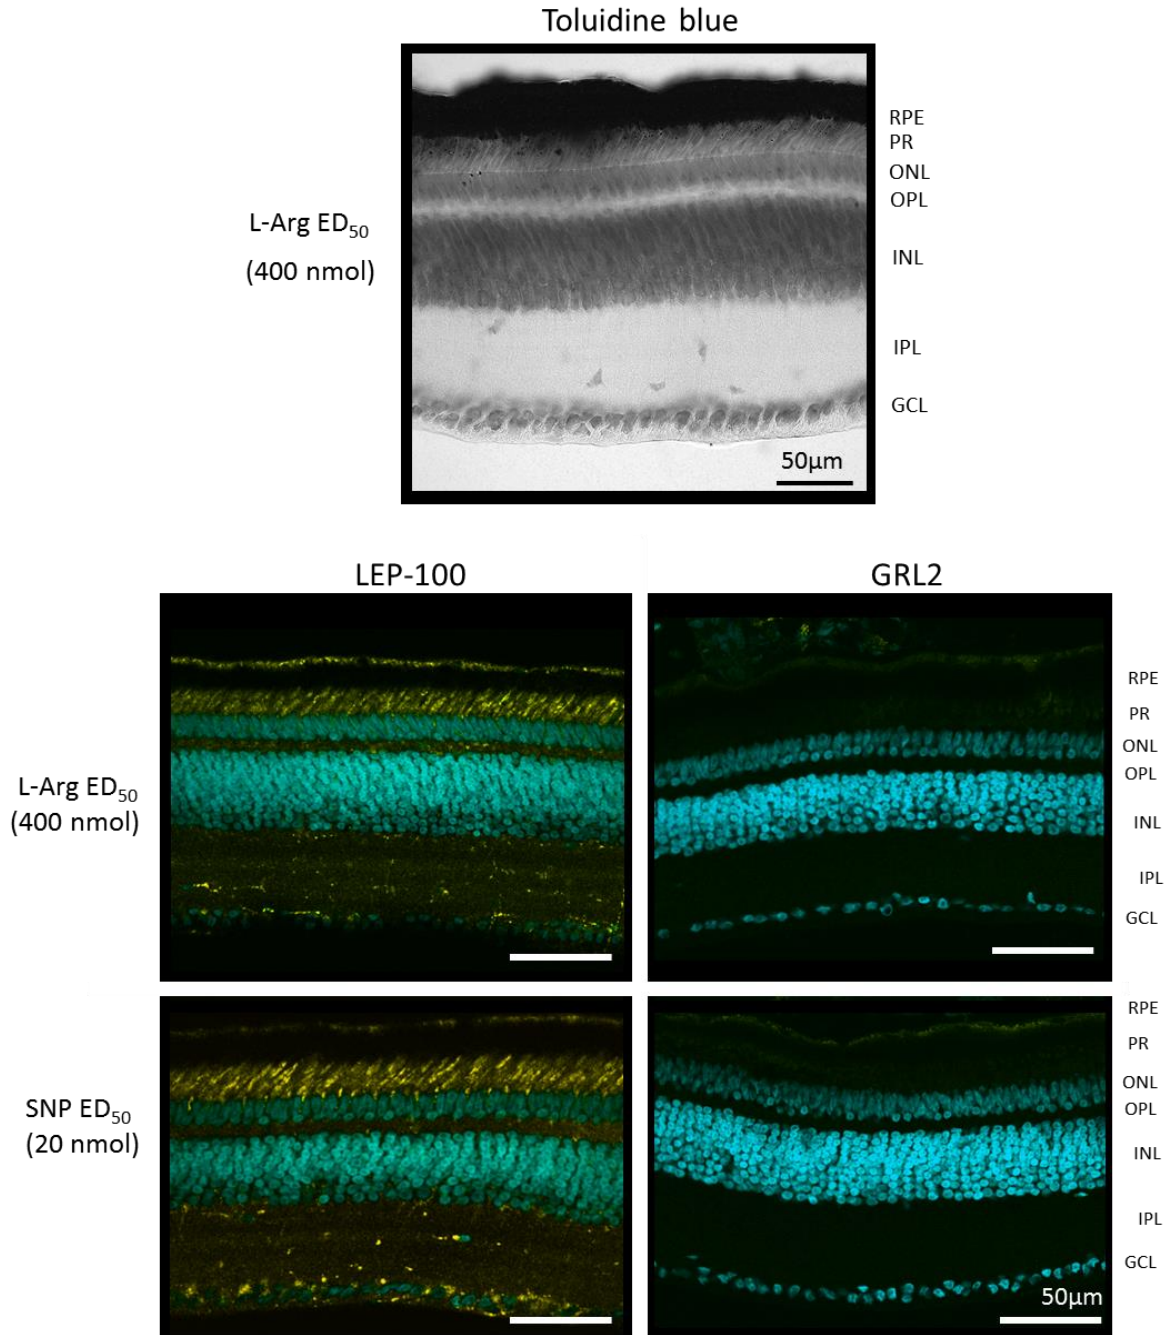 Toluidine blue
L-Arg ED50
(400 nmol)
RPE
PR
ONL
OPL
INL
IPL
GCL
50µm
LEP-100
GRL2
L-Arg ED50
(400 nmol)
RPE
PR
ONL
OPL
INL
IPL
GCL
SNP ED50
(20 nmol)
RPE
PR
ONL
OPL
INL
IPL
GCL
50µm